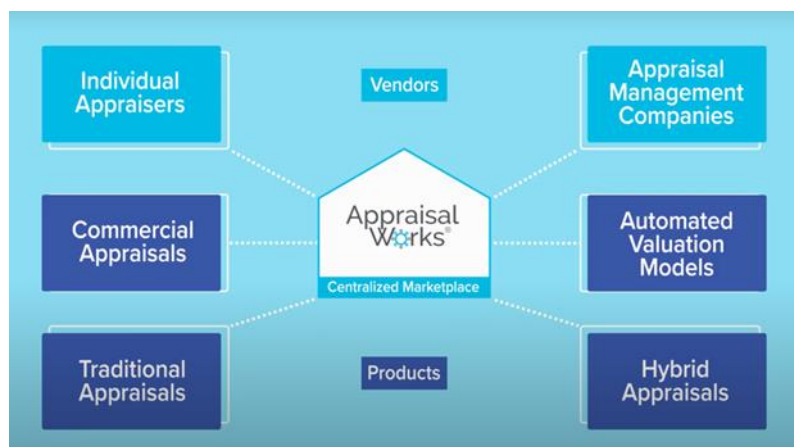 Individual
Appraisers
Vendors
Appraisal
Management
Companies
Commercial
Appraisals
Appraisal
Works®
Centralized Marketplace
Automated
Valuation
Models
Traditional
Appraisals
Products
Hybrid
Appraisals